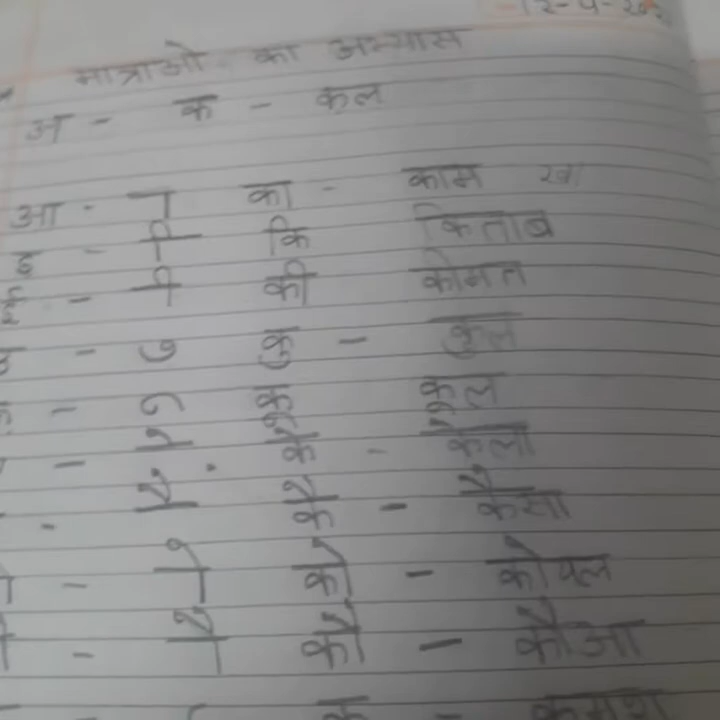 मात्राओ का अभ्यास
अ - क - कल
आ - ा का - काम
इ - ि कि किताब
ई - ी की कीमत
- ु कु - कुल
- ू कू कूल
- े के - केला
- ै कै - कैसा
- ो को - कोयल
- ौ कौ - कौआ